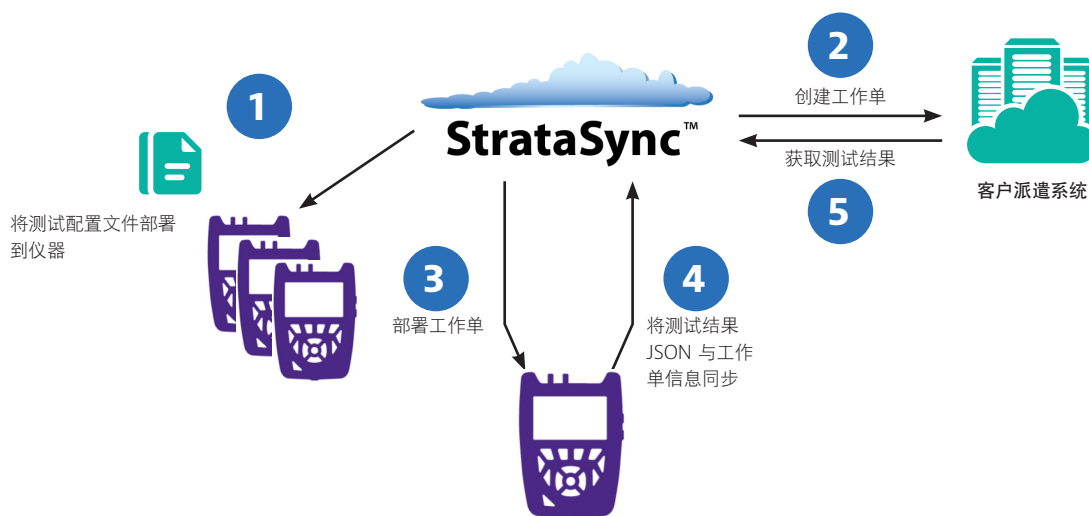 1
将测试配置文件部署
到仪器
StrataSync™
2
创建工作单
获取测试结果
5
客户派遣系统
3
部署工作单
4
将测试结果
JSON 与工作
单信息同步